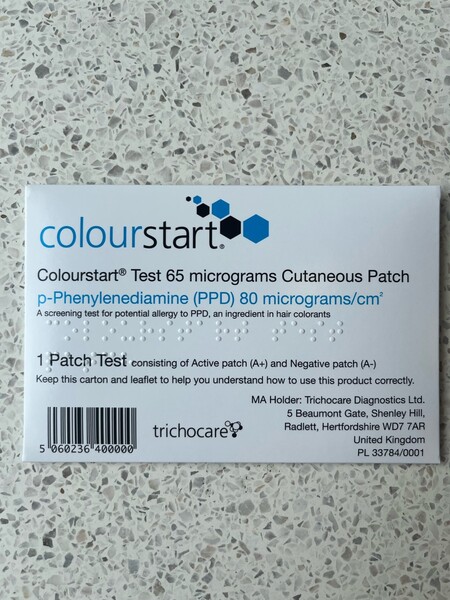 colourstart®
Colourstart® Test 65 micrograms Cutaneous Patch
p-Phenylenediamine (PPD) 80 micrograms/cm²
A screening test for potential allergy to PPD, an ingredient in hair colorants
1 Patch Test consisting of Active patch (A+) and Negative patch (A-)
Keep this carton and leaflet to help you understand how to use this product correctly.
MA Holder: Trichocare Diagnostics Ltd.
5 Beaumont Gate, Shenley Hill,
Radlett, Hertfordshire WD7 7AR
United Kingdom
PL 33784/0001
trichocare
5 060236 400000